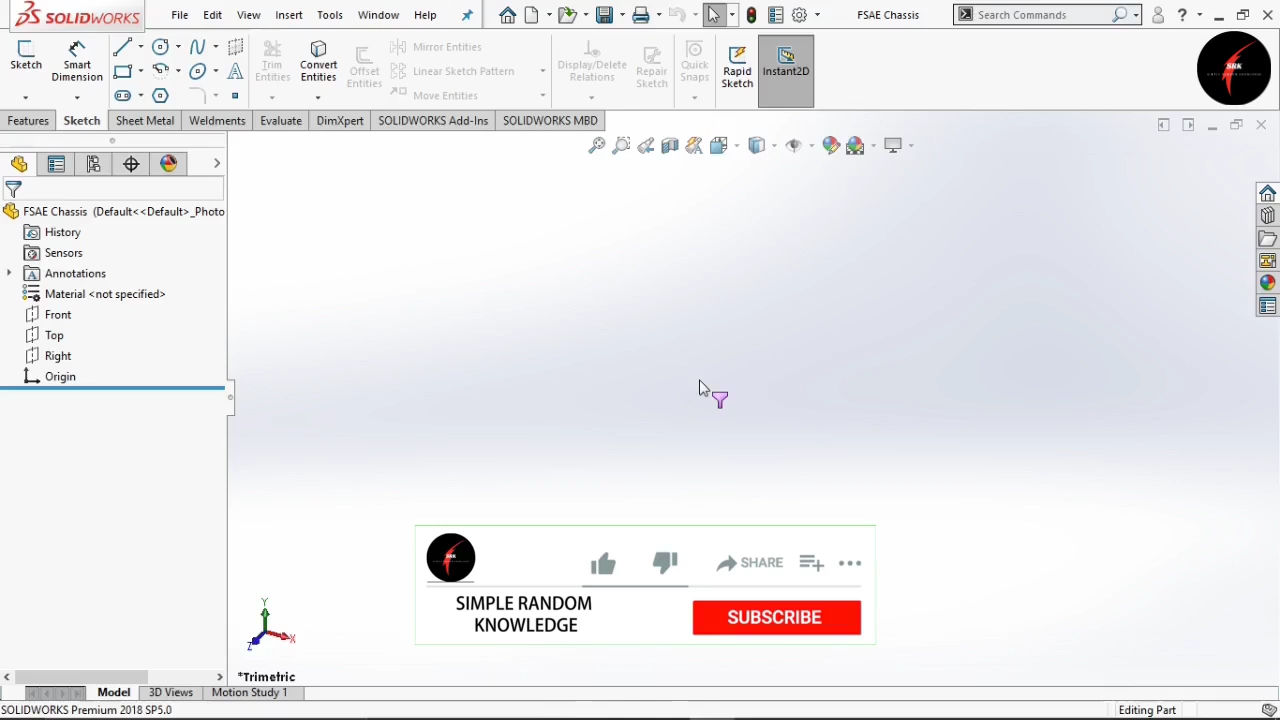 SOLIDWORKS
File Edit View Insert Tools Window Help
FSAE Chassis
Search Commands
?
Sketch
Smart Dimension
Trim Entities
Convert Entities
Offset Entities
Mirror Entities
Linear Sketch Pattern
Move Entities
Display/Delete Relations
Repair Sketch
Quick Snaps
Rapid Sketch
Instant2D
SRK
Features Sketch Sheet Metal Weldments Evaluate DimXpert SOLIDWORKS Add-Ins SOLIDWORKS MBD
FSAE Chassis (Default<<Default>_Photo
History
Sensors
Annotations
Material <not specified>
Front
Top
Right
Origin
SRK
SHARE
SIMPLE RANDOM
KNOWLEDGE
SUBSCRIBE
Y
X
Z
*Trimetric
Model 3D Views Motion Study 1
SOLIDWORKS Premium 2018 SP5.0
Editing Part